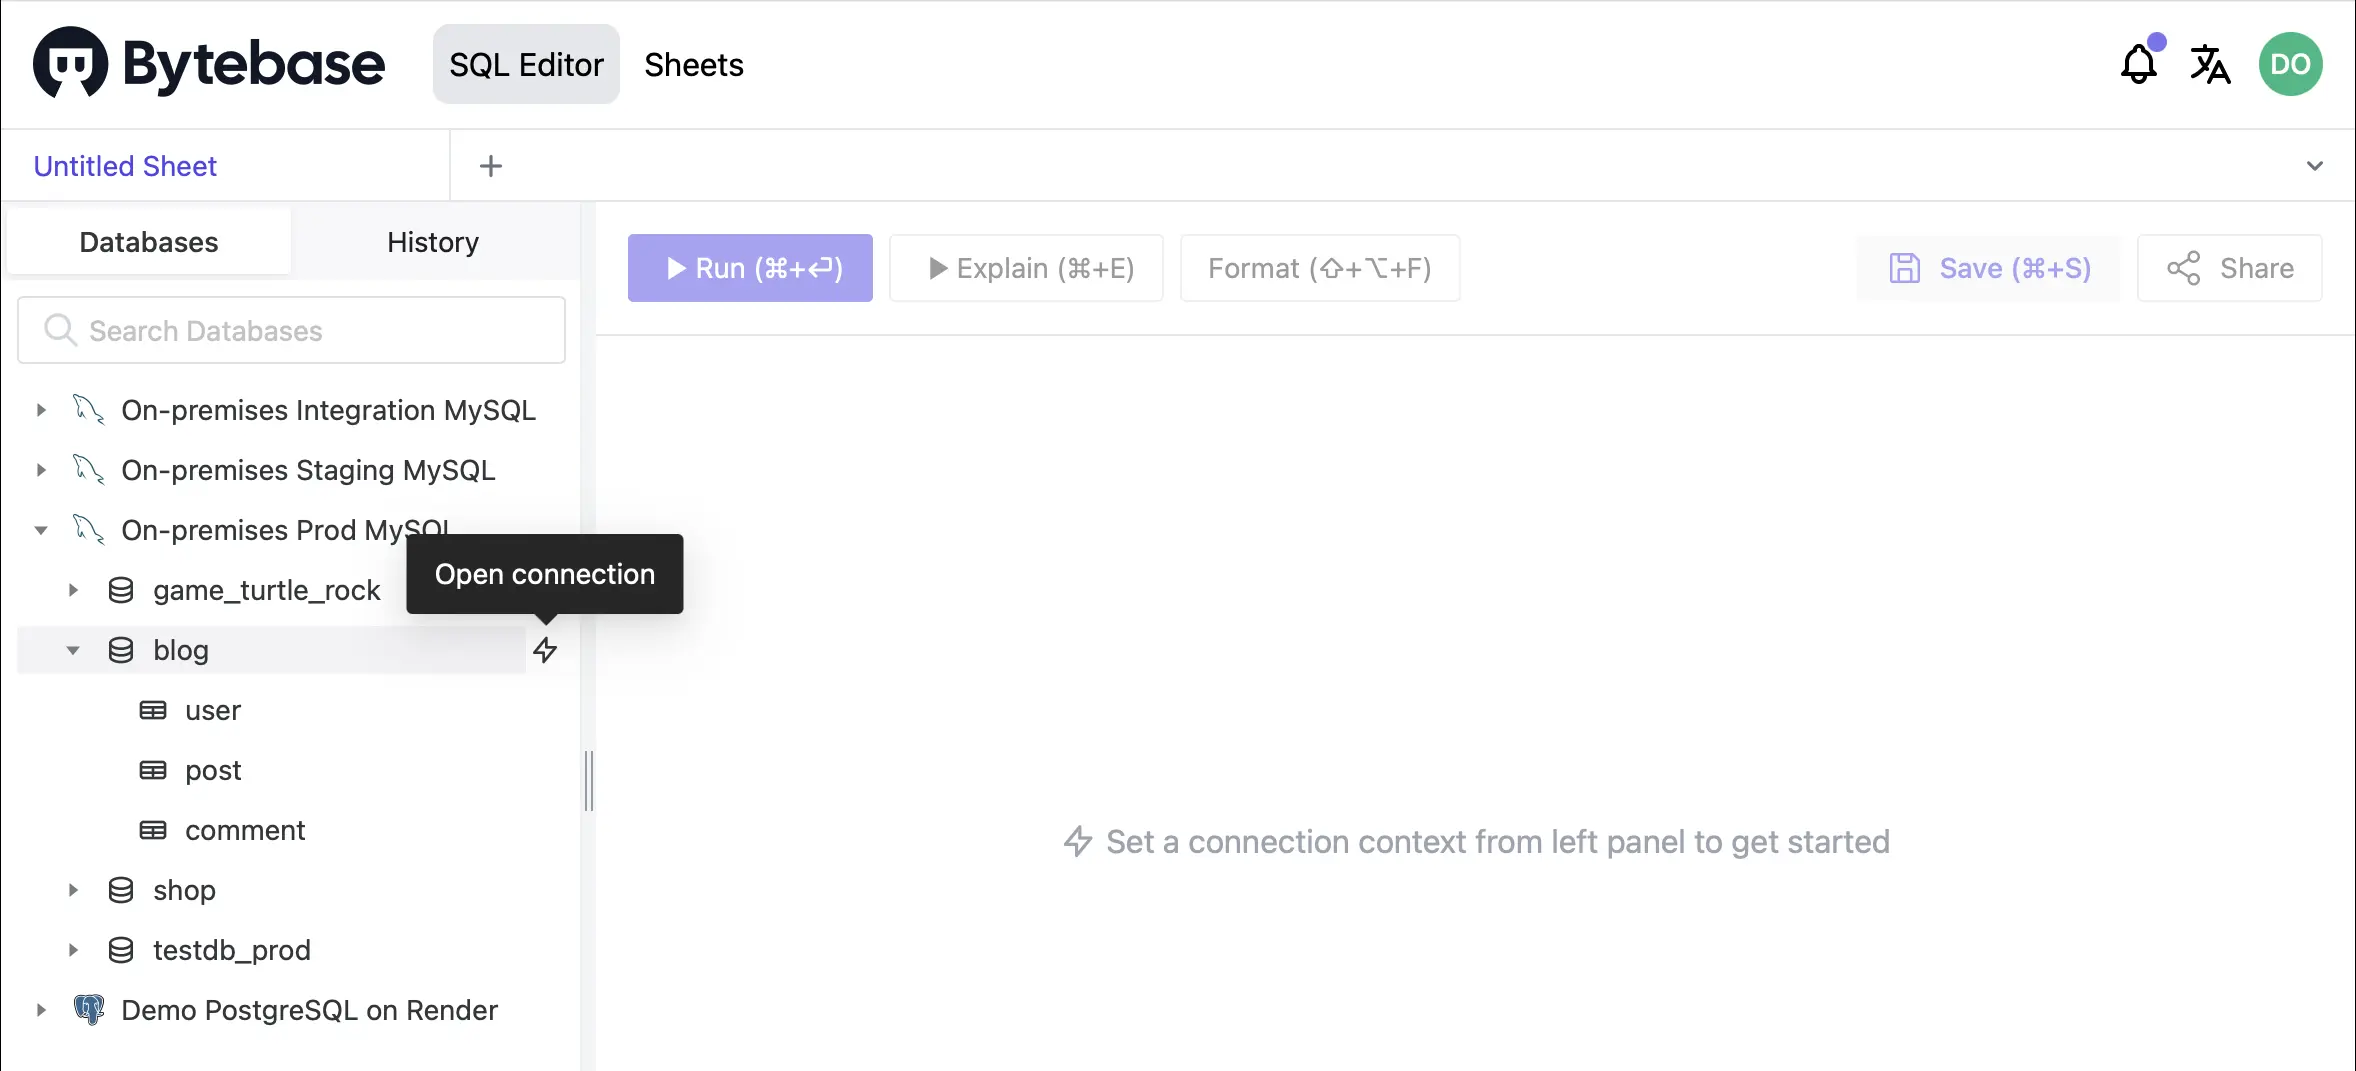 Bytebase
SQL Editor
Sheets
DO
Untitled Sheet
Databases
History
Run (⌘+⏎)
Explain (⌘+E)
Format (⇧+⌥+F)
Save (⌘+S)
Share
Search Databases
On-premises Integration MySQL
On-premises Staging MySQL
On-premises Prod MySQL
Open connection
game_turtle_rock
blog
user
post
comment
Set a connection context from left panel to get started
shop
testdb_prod
Demo PostgreSQL on Render